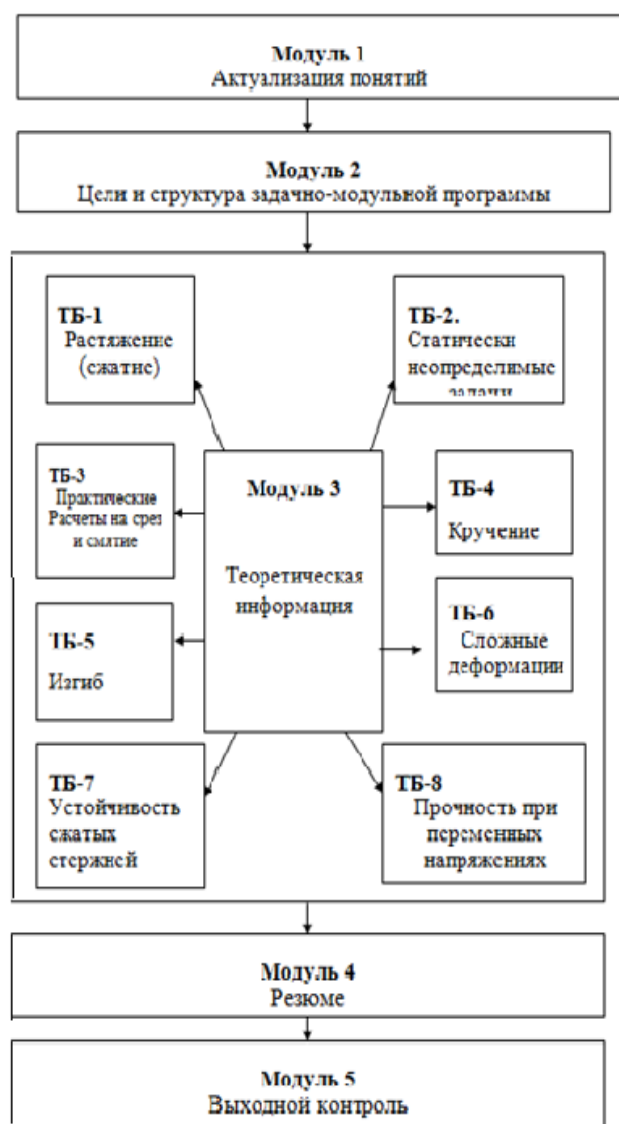 Модуль 1
Актуализация понятий
Модуль 2
Цели и структура задачно-модульной программы
ТБ-1
Растяжение
(сжатие)
ТБ-2.
Статически
неопределимые
задачи
ТБ-3
Практические
Расчеты на срез
и смятие
Модуль 3
Теоретическая
информация
ТБ-4
Кручение
ТБ-5
Изгиб
ТБ-6
Сложные
деформации
ТБ-7
Устойчивость
сжатых
стержней
ТБ-8
Прочность при
переменных
напряжениях
Модуль 4
Резюме
Модуль 5
Выходной контроль